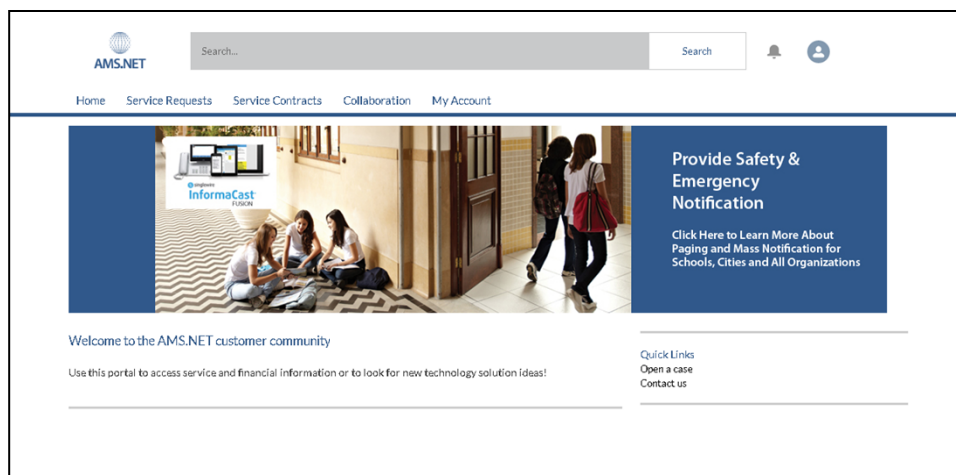 AMS.NET
Search...
Search
Home Service Requests Service Contracts Collaboration My Account
singlewire
InformaCast
FUSION
Provide Safety &
Emergency
Notification
Click Here to Learn More About
Paging and Mass Notification for
Schools, Cities and All Organizations
Welcome to the AMS.NET customer community
Use this portal to access service and financial information or to look for new technology solution ideas!
Quick Links
Open a case
Contact us